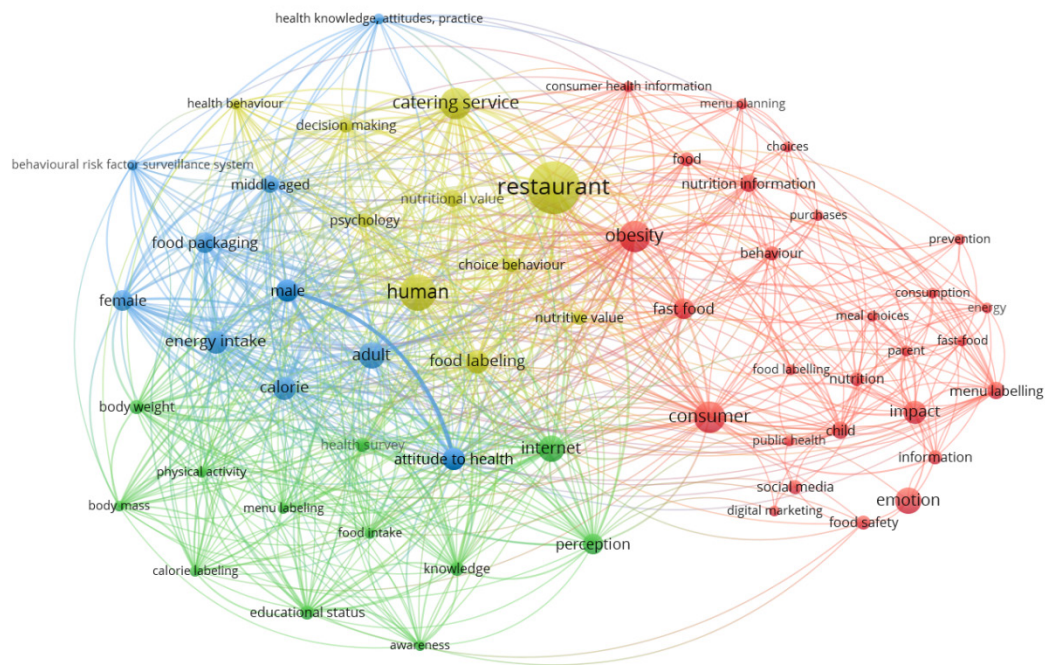 health knowledge, attitudes, practice
consumer health information
health behaviour
catering service
menu planning
decision making
choices
behavioural risk factor surveillance system
food
middle aged
nutrition information
restaurant
nutritional value
psychology
purchases
obesity
food packaging
prevention
behaviour
choice behaviour
male
human
consumption
female
energy
fast food
meal choices
nutritive value
energy intake
fast-food
adult
parent
food labeling
food labelling
nutrition
calorie
menu labelling
body weight
impact
consumer
child
public health
health survey
internet
attitude to health
information
physical activity
social media
body mass
emotion
menu labeling
digital marketing
food safety
food intake
perception
calorie labeling
knowledge
educational status
awareness